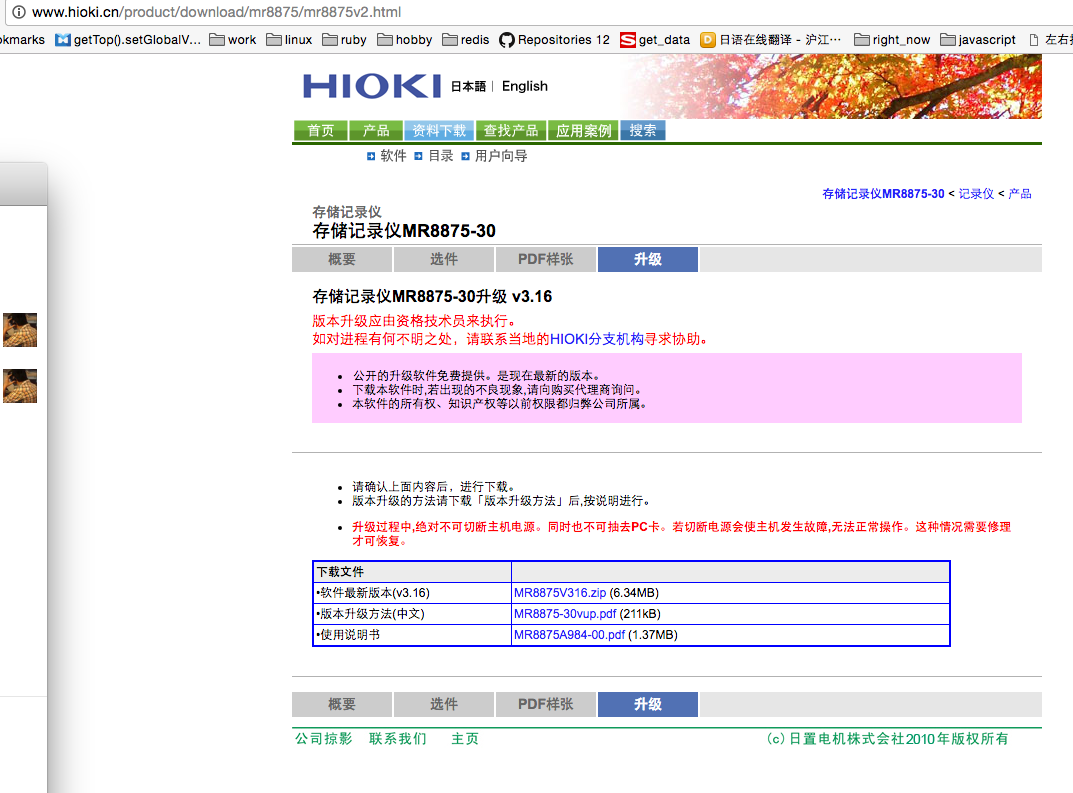 www.hioki.cn/product/download/mr8875/mr8875v2.html
okmarks getTop().setGlobalV... work linux ruby hobby redis Repositories 12 get_data 日语在线翻译 - 沪江··· right_now javascript
HIOKI 日本語 | English
首页 产品 资料下载 查找产品 应用案例 搜索
软件 目录 用户向导
存储记录仪MR8875-30 < 记录仪 < 产品
存储记录仪
存储记录仪MR8875-30
概要 选件 PDF样张 升级
存储记录仪MR8875-30升级 v3.16
版本升级应由资格技术员来执行。
如对进程有何不明之处，请联系当地的HIOKI分支机构寻求协助。
• 公开的升级软件免费提供。是现在最新的版本。
• 下载本软件时,若出现的不良现象,请向购买代理商询问。
• 本软件的所有权、知识产权等以前权限都归弊公司所属。
• 请确认上面内容后，进行下载。
• 版本升级的方法请下载「版本升级方法」后,按说明进行。
• 升级过程中,绝对不可切断主机电源。同时也不可抽去PC卡。若切断电源会使主机发生故障,无法正常操作。这种情况需要修理
才可恢复。
下载文件
•软件最新版本(v3.16) MR8875V316.zip (6.34MB)
•版本升级方法(中文) MR8875-30vup.pdf (211kB)
•使用说明书 MR8875A984-00.pdf (1.37MB)
概要 选件 PDF样张 升级
公司掠影 联系我们 主页 (c)日置电机株式会社2010年版权所有